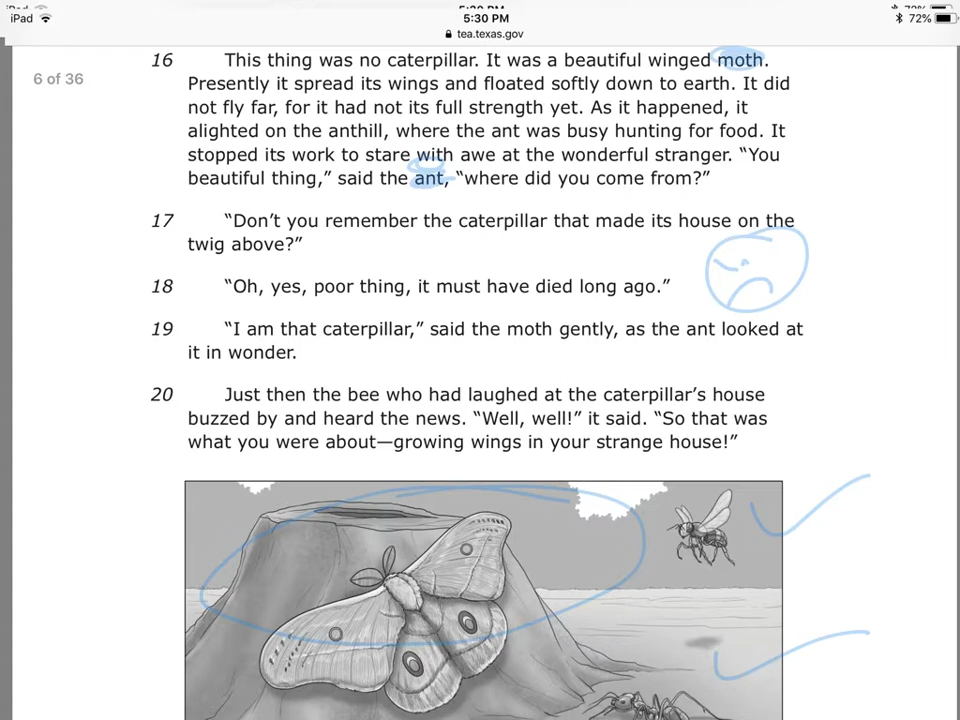 iPad 5:30 PM 72%
tea.texas.gov
6 of 36
16 This thing was no caterpillar. It was a beautiful winged moth.
Presently it spread its wings and floated softly down to earth. It did
not fly far, for it had not its full strength yet. As it happened, it
alighted on the anthill, where the ant was busy hunting for food. It
stopped its work to stare with awe at the wonderful stranger. “You
beautiful thing,” said the ant, “where did you come from?”
17 “Don’t you remember the caterpillar that made its house on the
twig above?”
18 “Oh, yes, poor thing, it must have died long ago.”
19 “I am that caterpillar,” said the moth gently, as the ant looked at
it in wonder.
20 Just then the bee who had laughed at the caterpillar’s house
buzzed by and heard the news. “Well, well!” it said. “So that was
what you were about—growing wings in your strange house!”